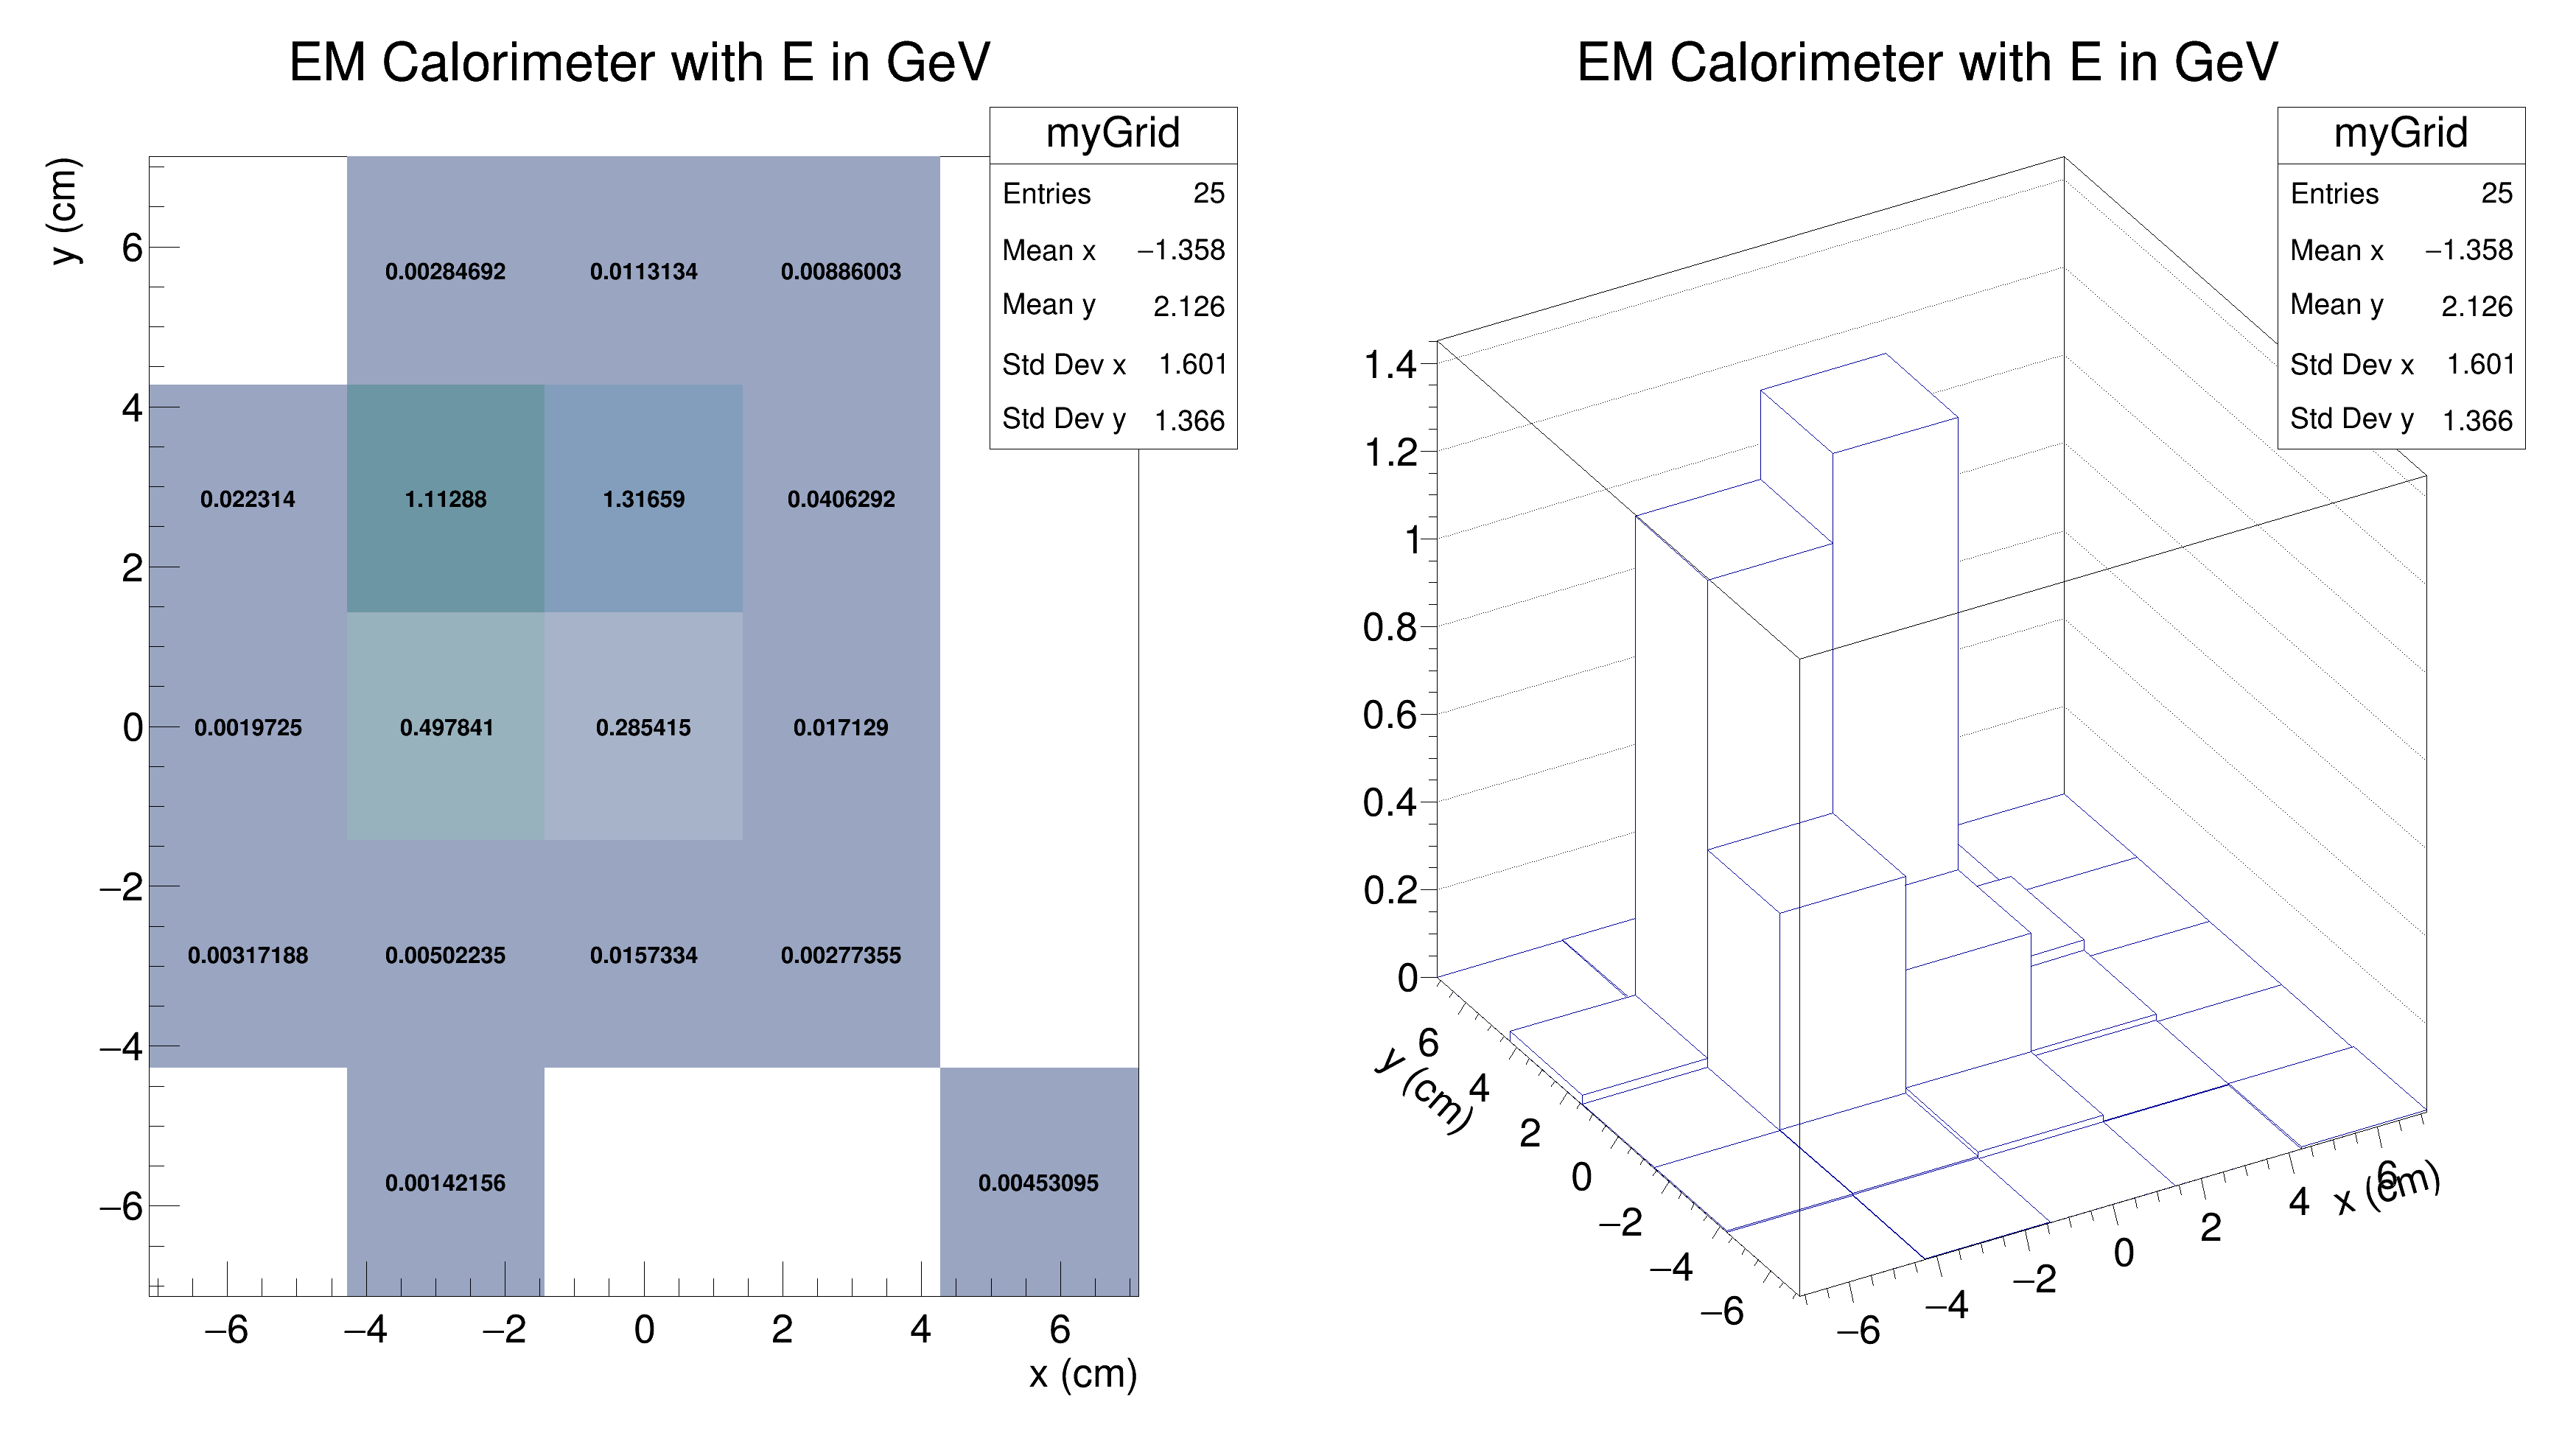 EM Calorimeter with E in GeV
myGrid
Entries 25
Mean x −1.358
Mean y 2.126
Std Dev x 1.601
Std Dev y 1.366
y (cm)
6
4
2
0
−2
−4
−6
0.00284692 0.0113134 0.00886003
0.022314 1.11288 1.31659 0.0406292
0.0019725 0.497841 0.285415 0.017129
0.00317188 0.00502235 0.0157334 0.00277355
0.00142156 0.00453095
−6 −4 −2 0 2 4 6
x (cm)
EM Calorimeter with E in GeV
myGrid
Entries 25
Mean x −1.358
Mean y 2.126
Std Dev x 1.601
Std Dev y 1.366
1.4
1.2
1
0.8
0.6
0.4
0.2
0
6
4
2
0
−2
−4
−6
y (cm)
−6 −4 −2 0 2 4 6
x (cm)